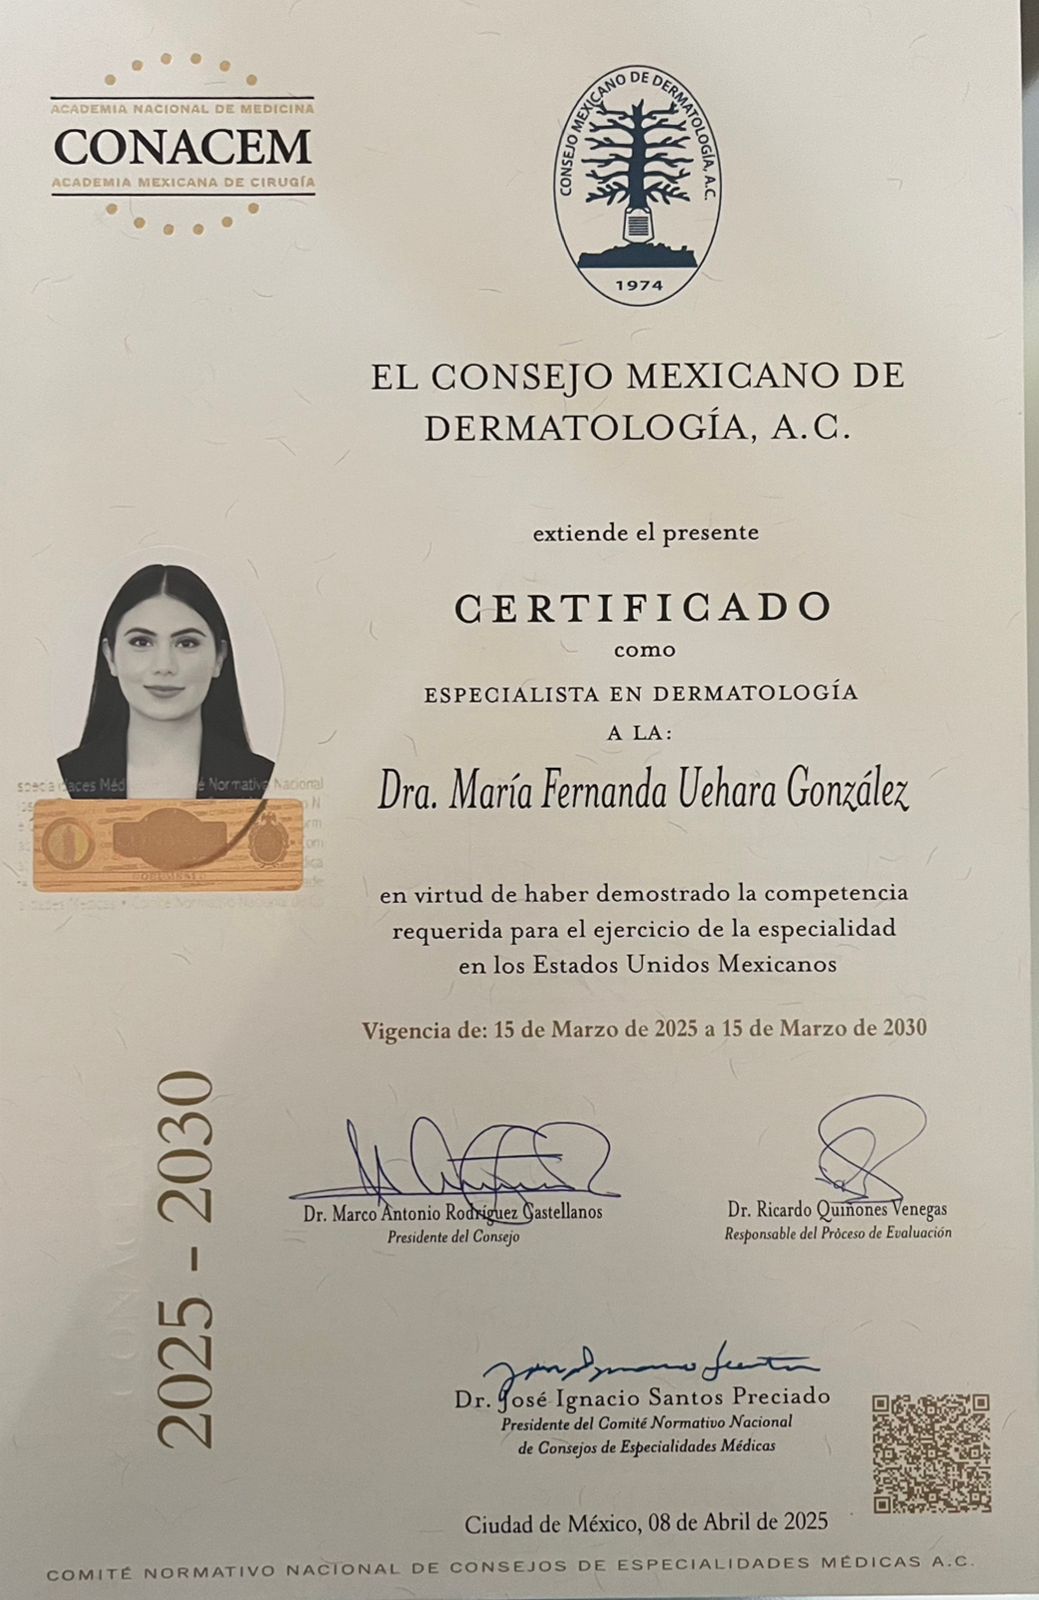 ACADEMIA NACIONAL DE MEDICINA
CONACEM
ACADEMIA MEXICANA DE CIRUGÍA
CONSEJO MEXICANO DE DERMATOLOGÍA, A.C.
1974
EL CONSEJO MEXICANO DE
DERMATOLOGÍA, A.C.
extiende el presente
CERTIFICADO
como
ESPECIALISTA EN DERMATOLOGÍA
A LA:
Dra. María Fernanda Uehara González
Normativo Nacional
en virtud de haber demostrado la competencia
requerida para el ejercicio de la especialidad
en los Estados Unidos Mexicanos
Vigencia de: 15 de Marzo de 2025 a 15 de Marzo de 2030
2025 - 2030
Dr. Marco Antonio Rodríguez Castellanos
Presidente del Consejo
Dr. Ricardo Quiñones Venegas
Responsable del Proceso de Evaluación
Dr. José Ignacio Santos Preciado
Presidente del Comité Normativo Nacional
de Consejos de Especialidades Médicas
Ciudad de México, 08 de Abril de 2025
COMITÉ NORMATIVO NACIONAL DE CONSEJOS DE ESPECIALIDADES MÉDICAS A.C.